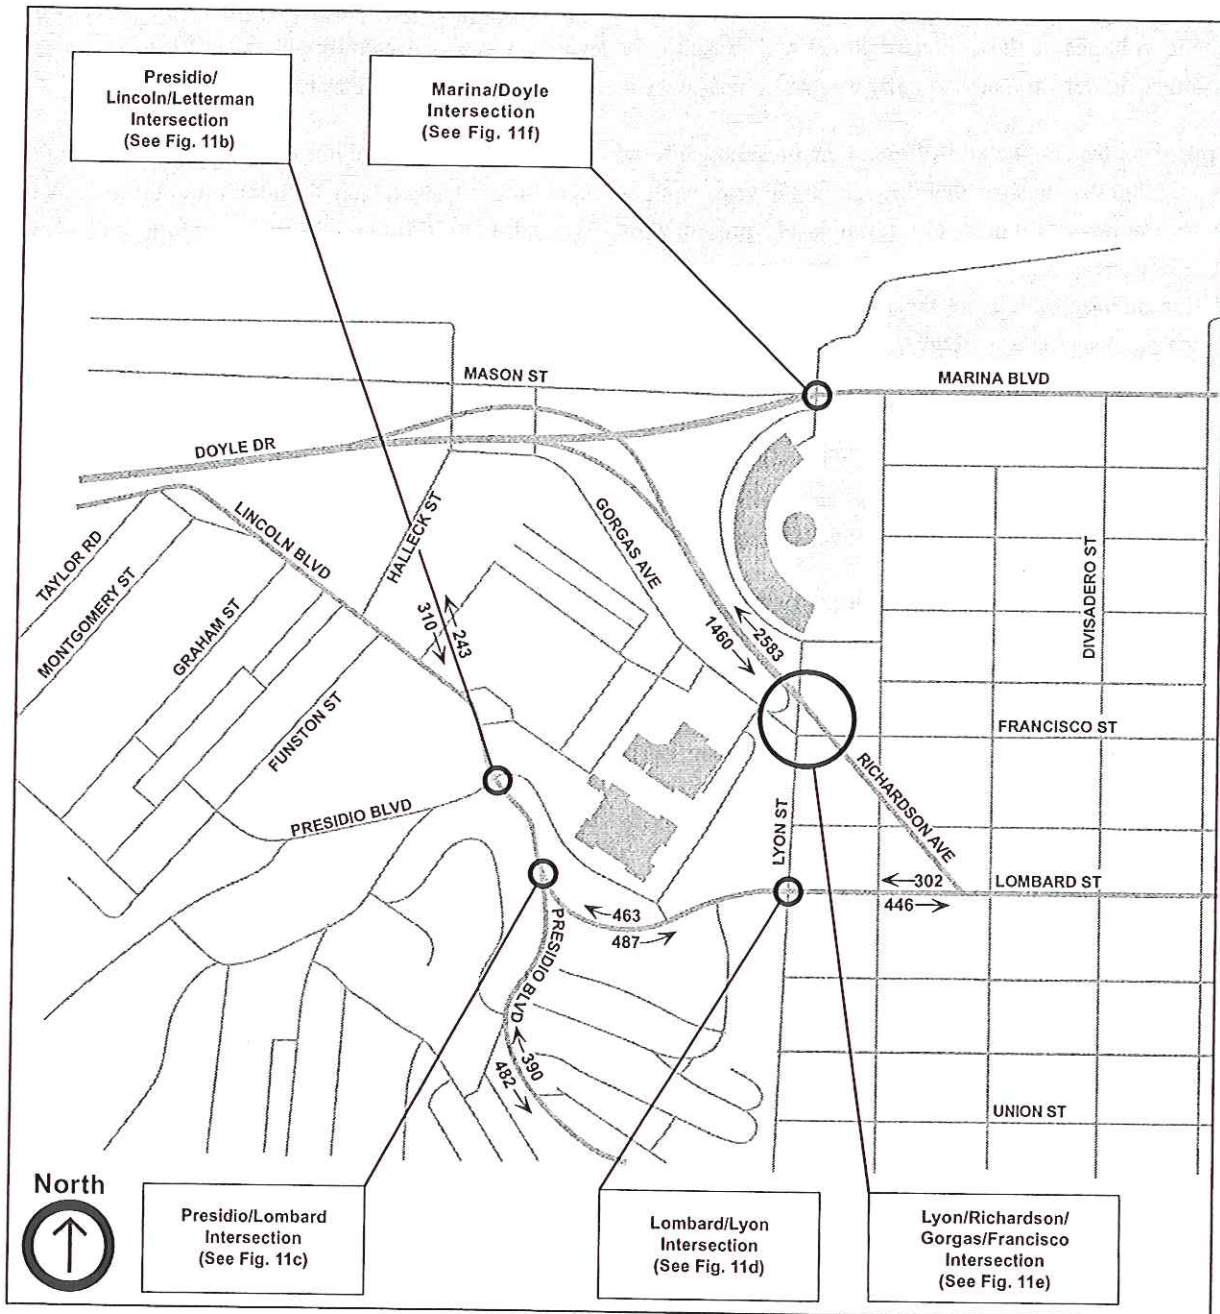 Presidio/
Lincoln/Letterman
Intersection
(See Fig. 11b)
Marina/Doyle
Intersection
(See Fig. 11f)
MASON ST
MARINA BLVD
DOYLE DR
LINCOLN BLVD
HALLECK ST
GORGAS AVE
TAYLOR RD
MONTGOMERY ST
GRAHAM ST
FUNSTON ST
DIVISADERO ST
310
243
1460
2583
FRANCISCO ST
RICHARDSON AVE
PRESIDIO BLVD
LYON ST
302
446
LOMBARD ST
463
487
PRESIDIO BLVD
390
482
UNION ST
North
Presidio/Lombard
Intersection
(See Fig. 11c)
Lombard/Lyon
Intersection
(See Fig. 11d)
Lyon/Richardson/
Gorgas/Francisco
Intersection
(See Fig. 11e)